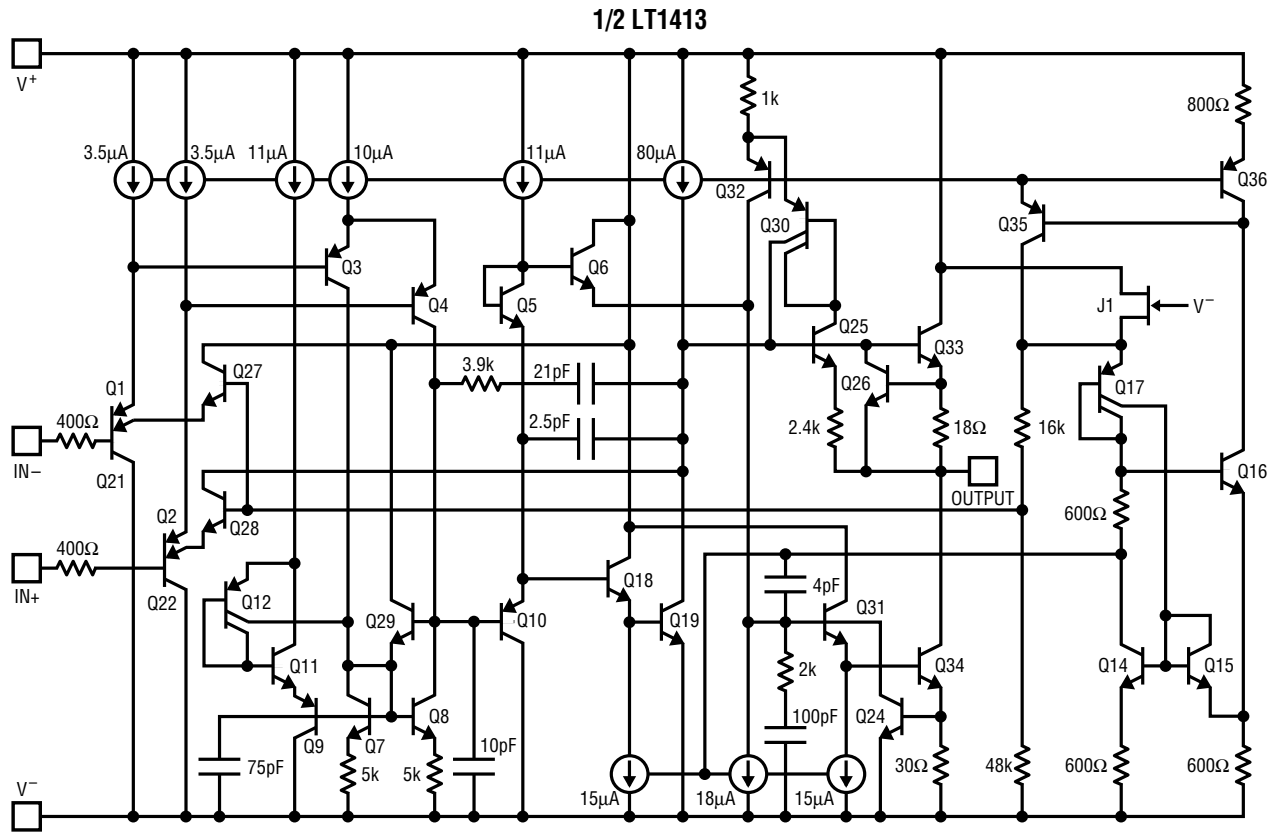 1/2 LT1413
V+
1k
800Ω
3.5µA
3.5µA
11µA
10µA
11µA
80µA
Q32
Q36
Q30
Q35
Q3
Q6
Q4
Q5
J1
V–
Q25
Q33
Q27
3.9k
21pF
Q26
Q17
Q1
400Ω
2.5pF
2.4k
18Ω
16k
IN–
Q21
Q16
OUTPUT
Q2
Q28
600Ω
400Ω
IN+
Q22
Q12
Q18
4pF
Q31
Q29
Q10
Q19
Q11
2k
Q34
Q14
Q15
Q9
Q7
Q8
100pF
Q24
10pF
75pF
5k
5k
30Ω
48k
600Ω
600Ω
V–
15µA
18µA
15µA